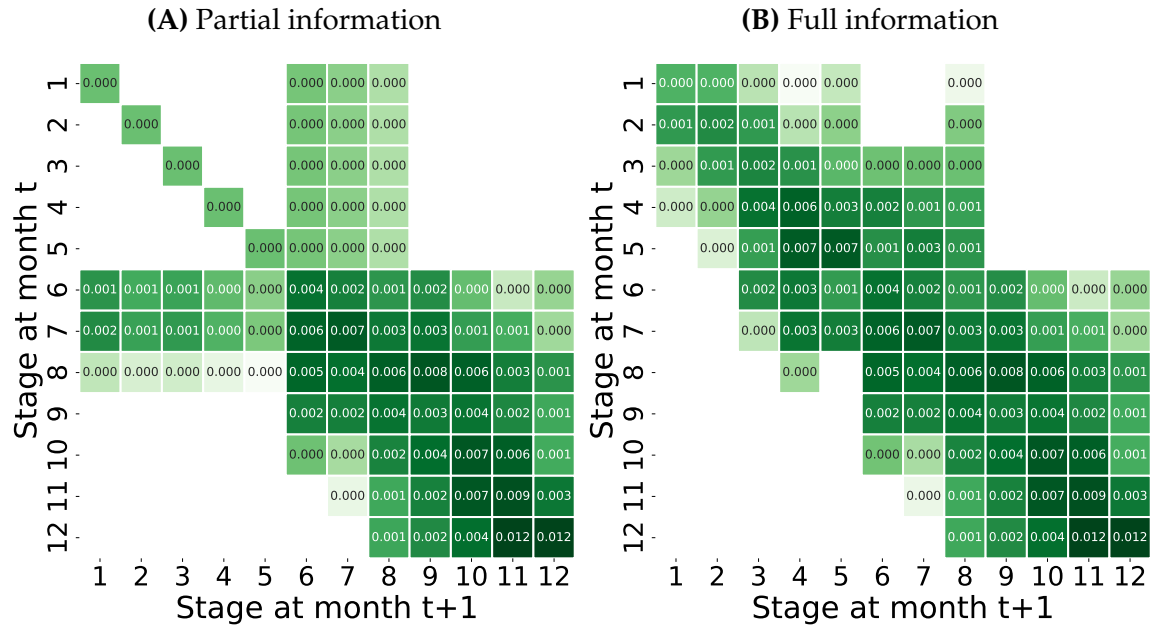 (A) Partial information
(B) Full information
Stage at month t
1
0.000 0.000 0.000 0.000
2
0.000 0.000 0.000 0.000
3
0.000 0.000 0.000 0.000
4
0.000 0.000 0.000 0.000
5
0.000 0.000 0.000 0.000
6
0.001 0.001 0.001 0.000 0.000 0.004 0.002 0.001 0.002 0.000 0.000 0.000
7
0.002 0.001 0.001 0.000 0.000 0.006 0.007 0.003 0.003 0.001 0.001 0.000
8
0.000 0.000 0.000 0.000 0.000 0.005 0.004 0.006 0.008 0.006 0.003 0.001
9
0.002 0.002 0.004 0.003 0.004 0.002 0.001
10
0.000 0.000 0.002 0.004 0.007 0.006 0.001
11
0.000 0.001 0.002 0.007 0.009 0.003
12
0.001 0.002 0.004 0.012 0.012
1 2 3 4 5 6 7 8 9 10 11 12
Stage at month t+1
Stage at month t
1
0.000 0.000 0.000 0.000 0.000 0.000
2
0.001 0.002 0.001 0.000 0.000 0.000
3
0.000 0.001 0.002 0.001 0.000 0.000 0.000 0.000
4
0.000 0.000 0.004 0.006 0.003 0.002 0.001 0.001
5
0.000 0.001 0.007 0.007 0.001 0.003 0.001
6
0.002 0.003 0.001 0.004 0.002 0.001 0.002 0.000 0.000 0.000
7
0.000 0.003 0.003 0.006 0.007 0.003 0.003 0.001 0.001 0.000
8
0.000 0.005 0.004 0.006 0.008 0.006 0.003 0.001
9
0.002 0.002 0.004 0.003 0.004 0.002 0.001
10
0.000 0.000 0.002 0.004 0.007 0.006 0.001
11
0.000 0.001 0.002 0.007 0.009 0.003
12
0.001 0.002 0.004 0.012 0.012
1 2 3 4 5 6 7 8 9 10 11 12
Stage at month t+1